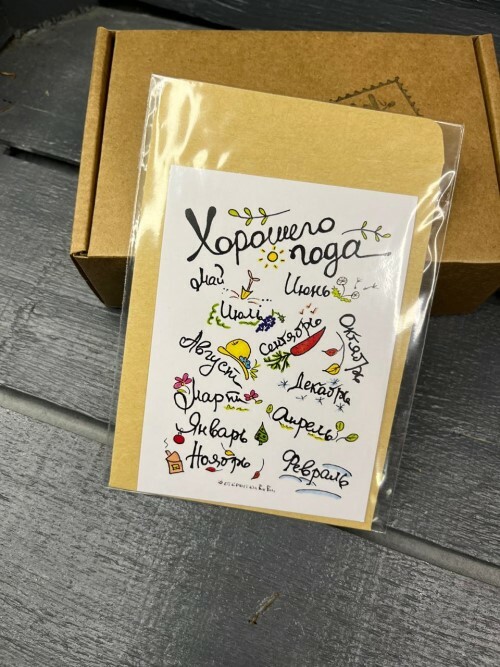 Хорошего
года
Май
Июнь
Июль
Сентябрь
Октябрь
Август
Декабрь
Март
Апрель
Январь
Ноябрь
Февраль